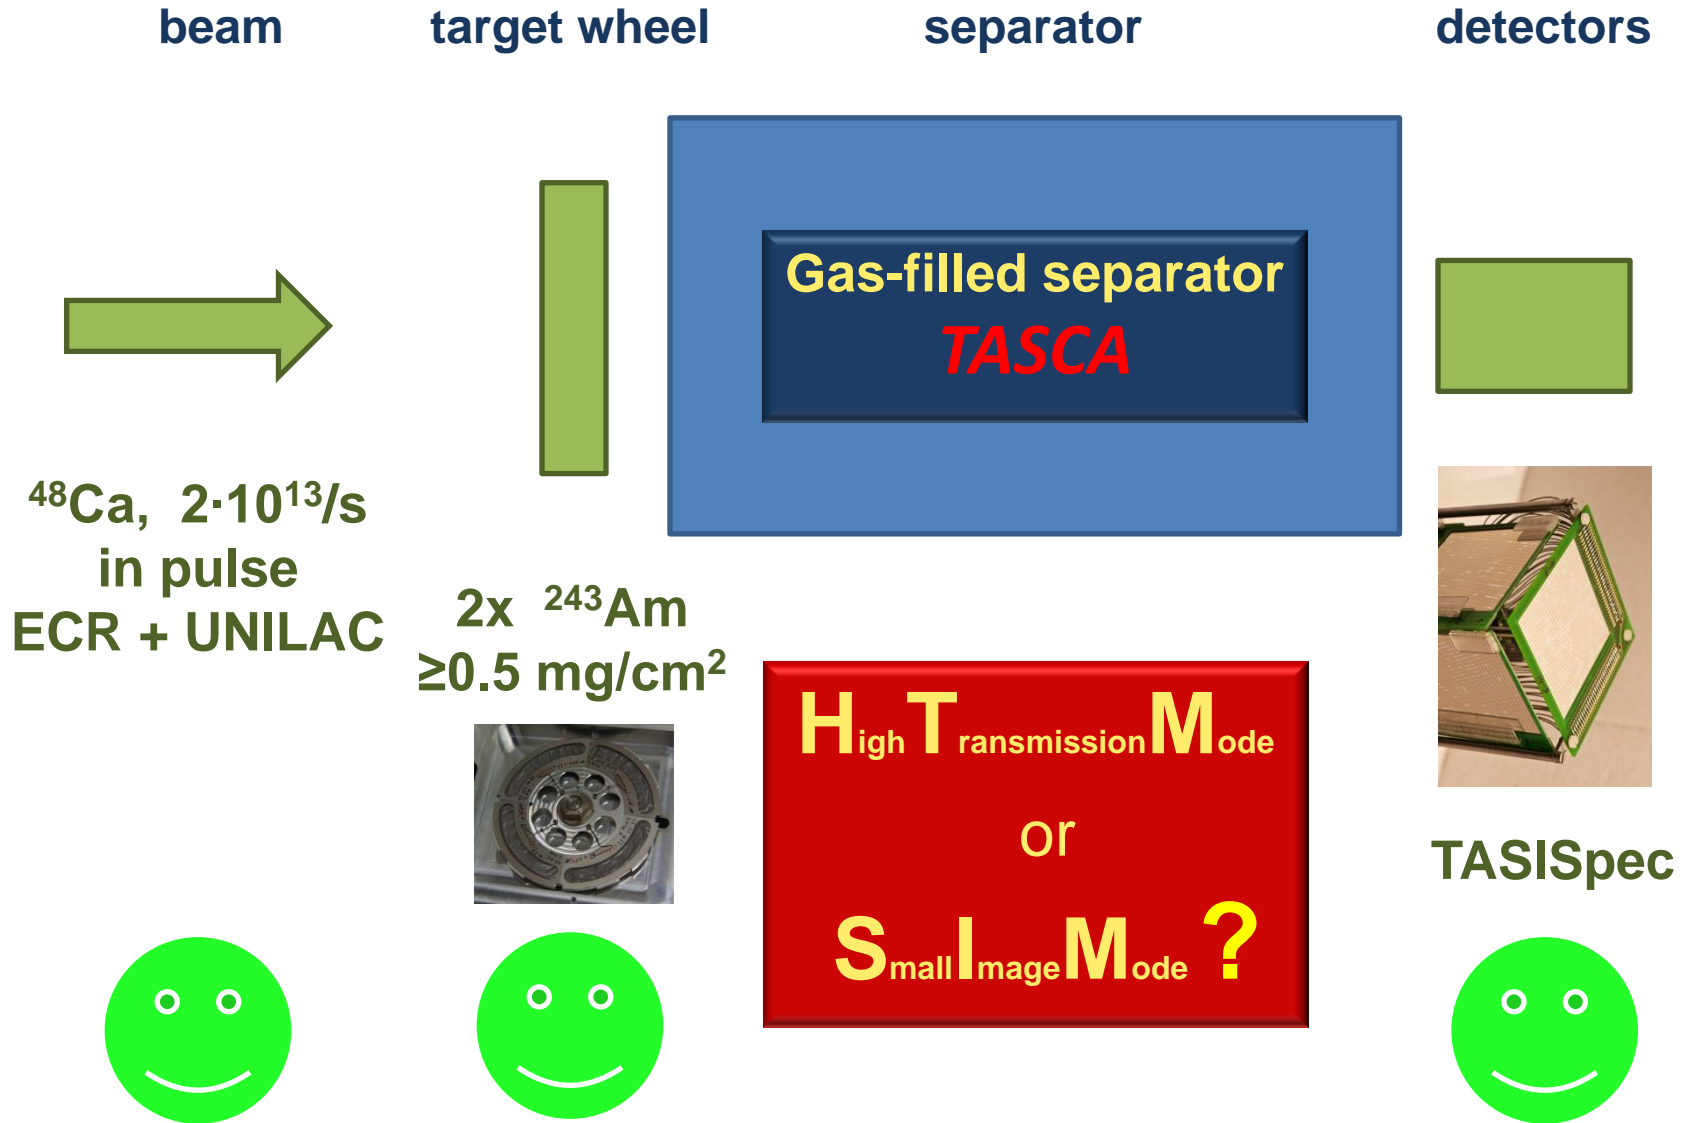 beam target wheel separator detectors
Gas-filled separator
TASCA
⁴⁸Ca, 2·10¹³/s
in pulse
ECR + UNILAC
2x ²⁴³Am
≥0.5 mg/cm²
High Transmission Mode
or
Small Image Mode ?
TASISpec